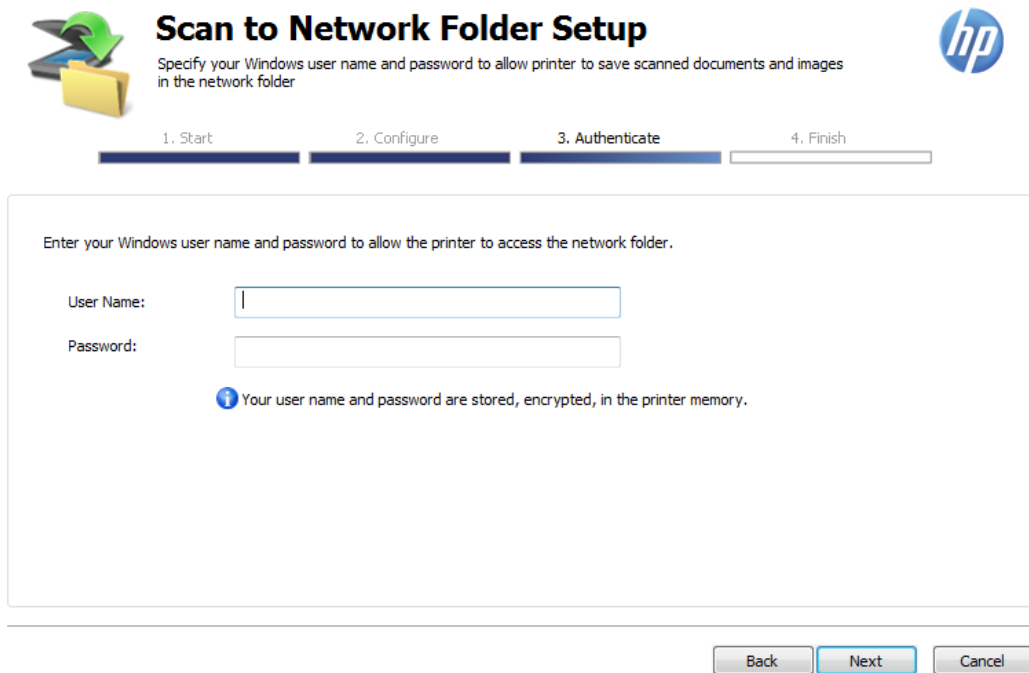 Scan to Network Folder Setup
hp
Specify your Windows user name and password to allow printer to save scanned documents and images
in the network folder
1. Start
2. Configure
3. Authenticate
4. Finish
Enter your Windows user name and password to allow the printer to access the network folder.
User Name:
Password:
Your user name and password are stored, encrypted, in the printer memory.
Back
Next
Cancel